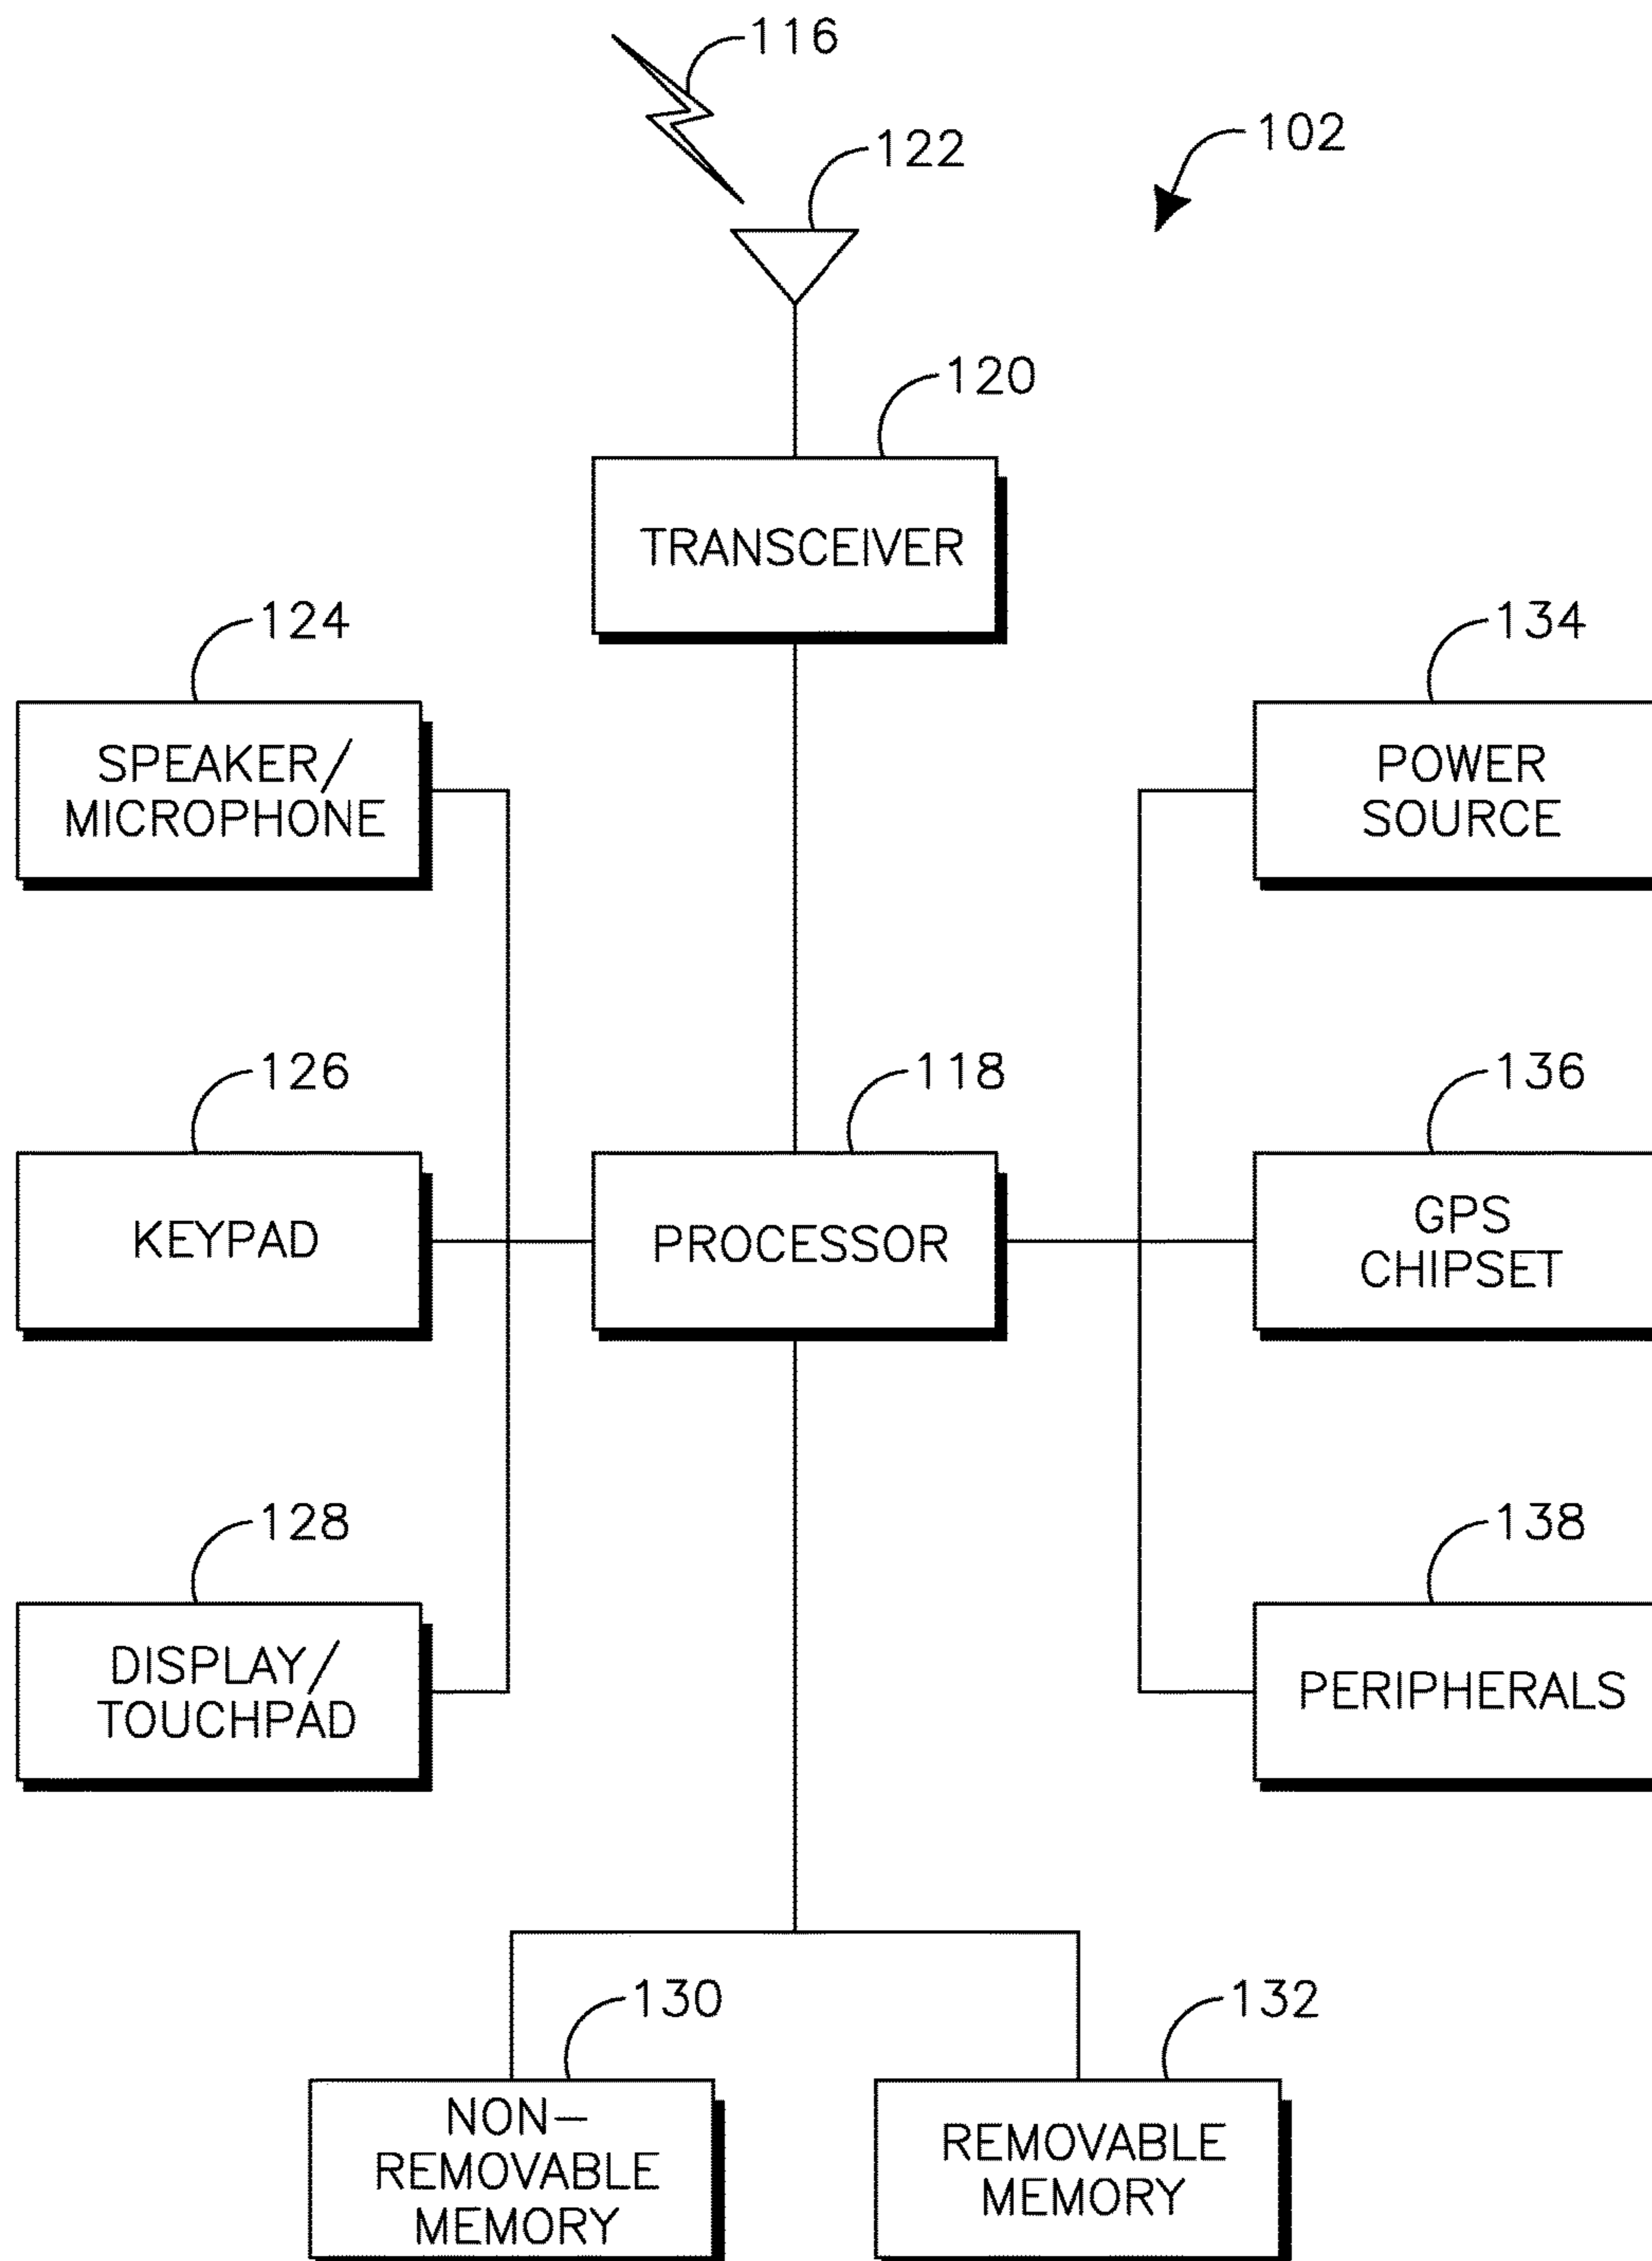 116
122
102
120
TRANSCEIVER
124
134
SPEAKER/
MICROPHONE
POWER
SOURCE
126
118
136
KEYPAD
PROCESSOR
GPS
CHIPSET
128
138
DISPLAY/
TOUCHPAD
PERIPHERALS
130
132
NON-
REMOVABLE
MEMORY
REMOVABLE
MEMORY